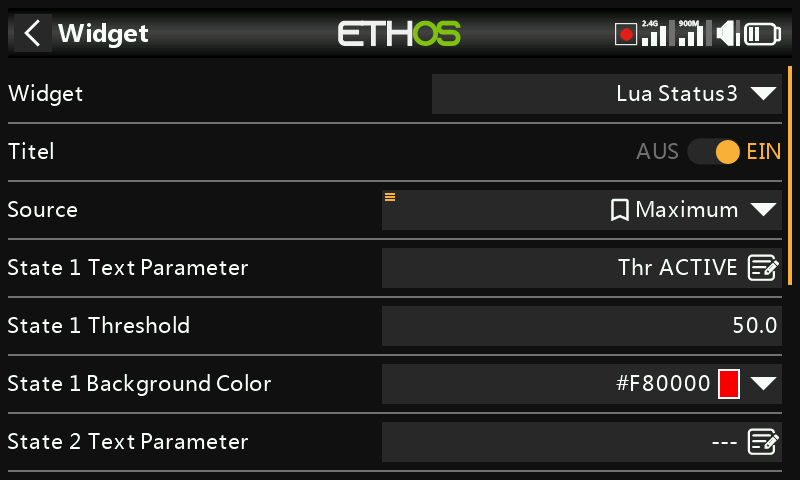 Widget ETHOS 2.4G 900M
Widget Lua Status3
Titel AUS EIN
Source Maximum
State 1 Text Parameter Thr ACTIVE
State 1 Threshold 50.0
State 1 Background Color #F80000
State 2 Text Parameter ---